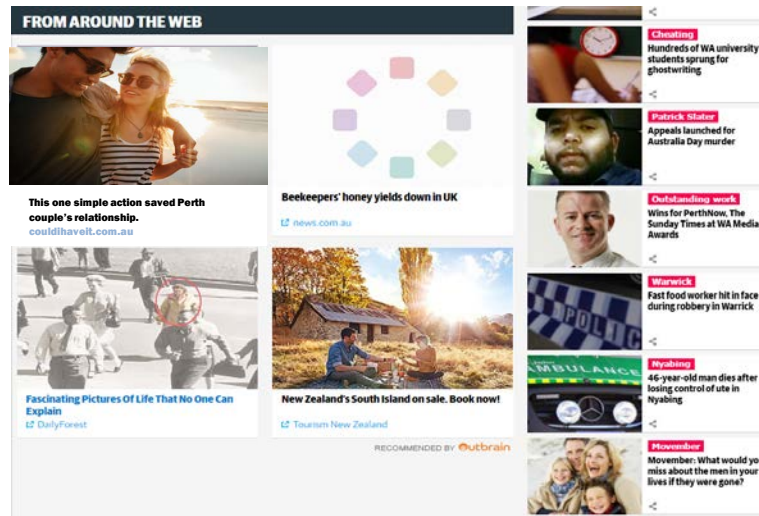 FROM AROUND THE WEB
This one simple action saved Perth
couple's relationship.
couldihaveit.com.au
Beekeepers' honey yields down in UK
news.com.au
Fascinating Pictures Of Life That No One Can
Explain
DailyForest
New Zealand's South Island on sale. Book now!
Tourism New Zealand
RECOMMENDED BY Outbrain
Cheating
Hundreds of WA university
students sprung for
ghostwriting
Patrick Slater
Appeals launched for
Australia Day murder
Outstanding work
Wins for PerthNow, The
Sunday Times at WA Media
Awards
Warwick
Fast food worker hit in face
during robbery in Warrick
POLIC
AMBULANCE
Nyabing
46-year-old man dies after
losing control of ute in
Nyabing
Movember
Movember: What would yo
miss about the men in your
lives if they were gone?